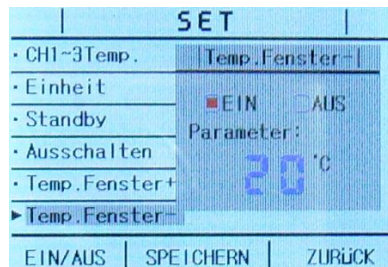 SET
· CH1~3Temp.
· Einheit
· Standby
· Ausschalten
· Temp.Fenster+
▶ Temp.Fenster-
|Temp.Fenster-|
EIN AUS
Parameter:
20 °C
EIN/AUS | SPEICHERN | ZURÜCK